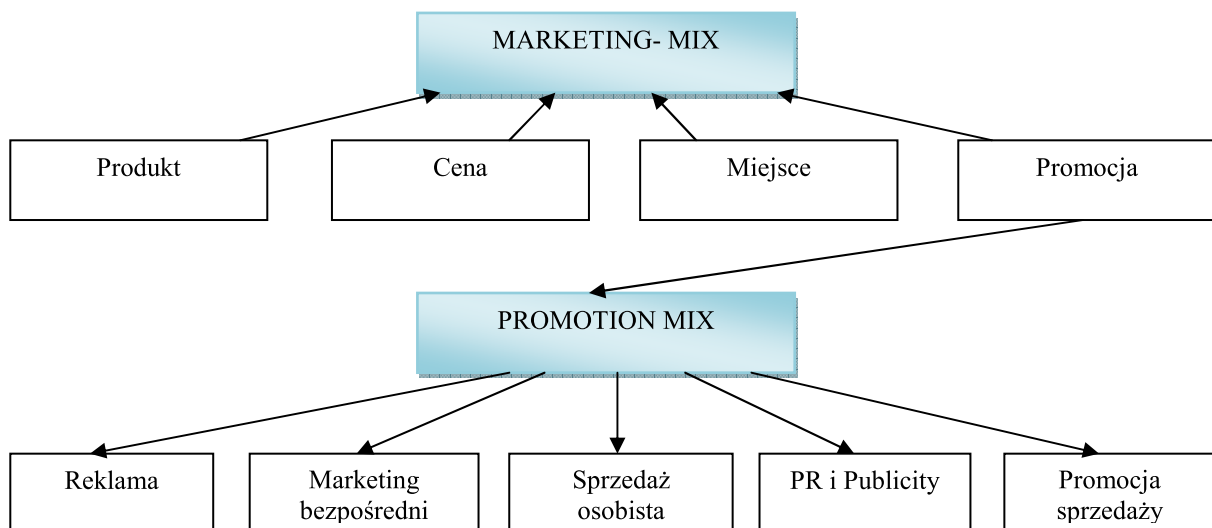 MARKETING- MIX
Produkt
Cena
Miejsce
Promocja
PROMOTION MIX
Reklama
Marketing
bezpośredni
Sprzedaż
osobista
PR i Publicity
Promocja
sprzedaży